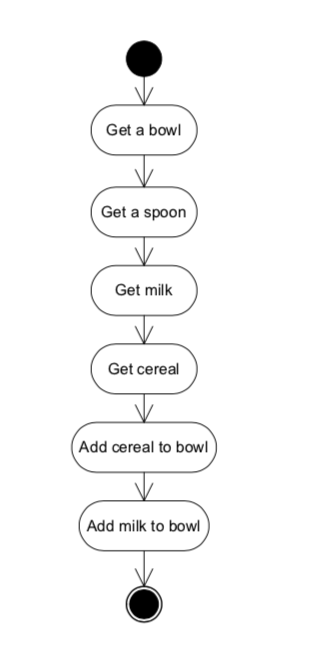 Get a bowl
Get a spoon
Get milk
Get cereal
Add cereal to bowl
Add milk to bowl